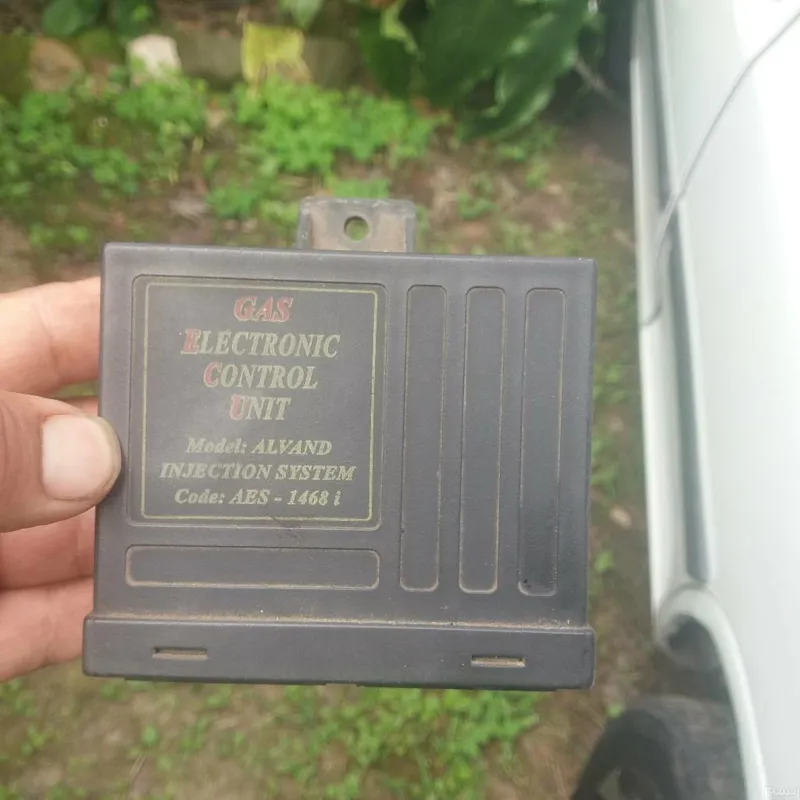 GAS
ELECTRONIC
CONTROL
UNIT
Model: ALVAND
INJECTION SYSTEM
Code: AES - 1468 i